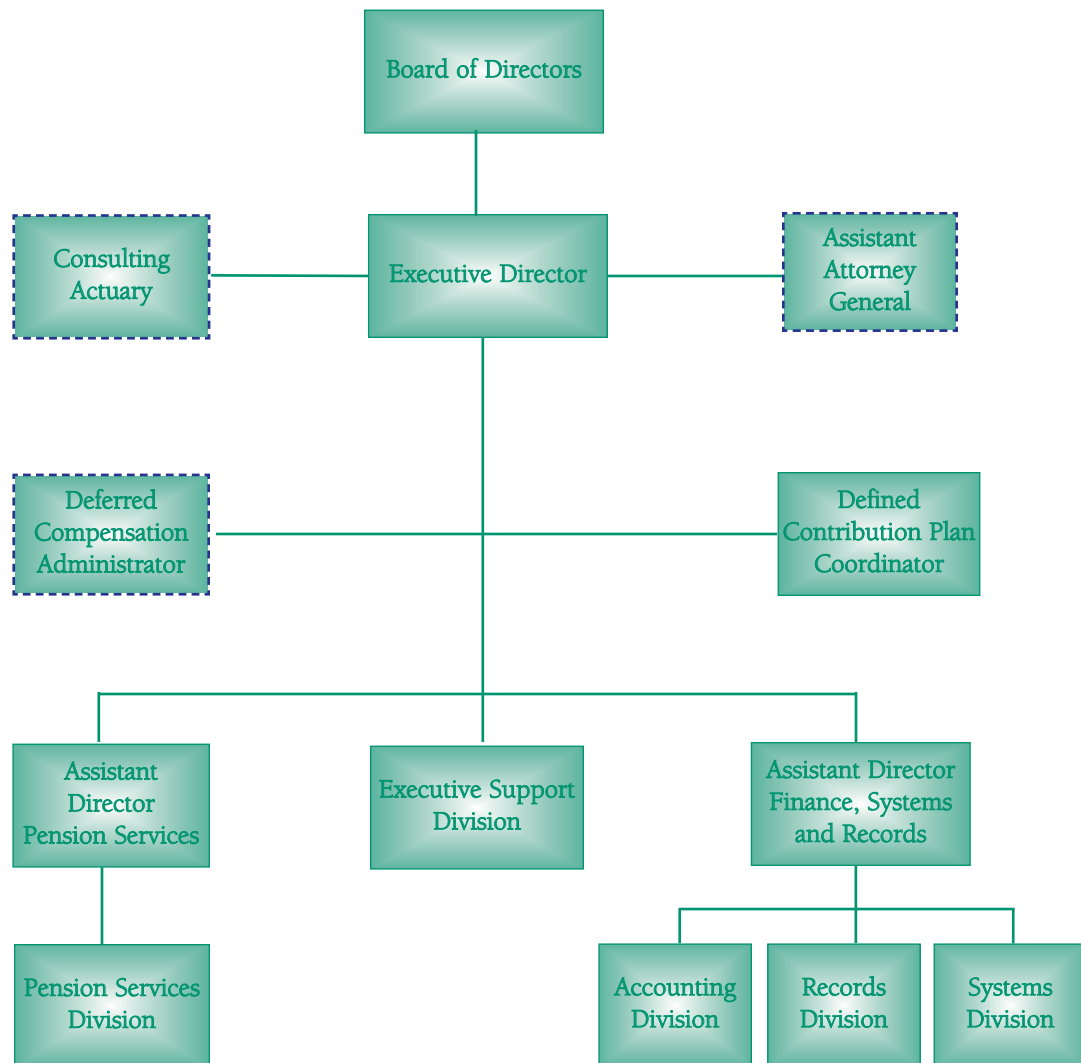 Board of Directors
Consulting
Actuary
Executive Director
Assistant
Attorney
General
Deferred
Compensation
Administrator
Defined
Contribution Plan
Coordinator
Assistant
Director
Pension Services
Executive Support
Division
Assistant Director
Finance, Systems
and Records
Pension Services
Division
Accounting
Division
Records
Division
Systems
Division